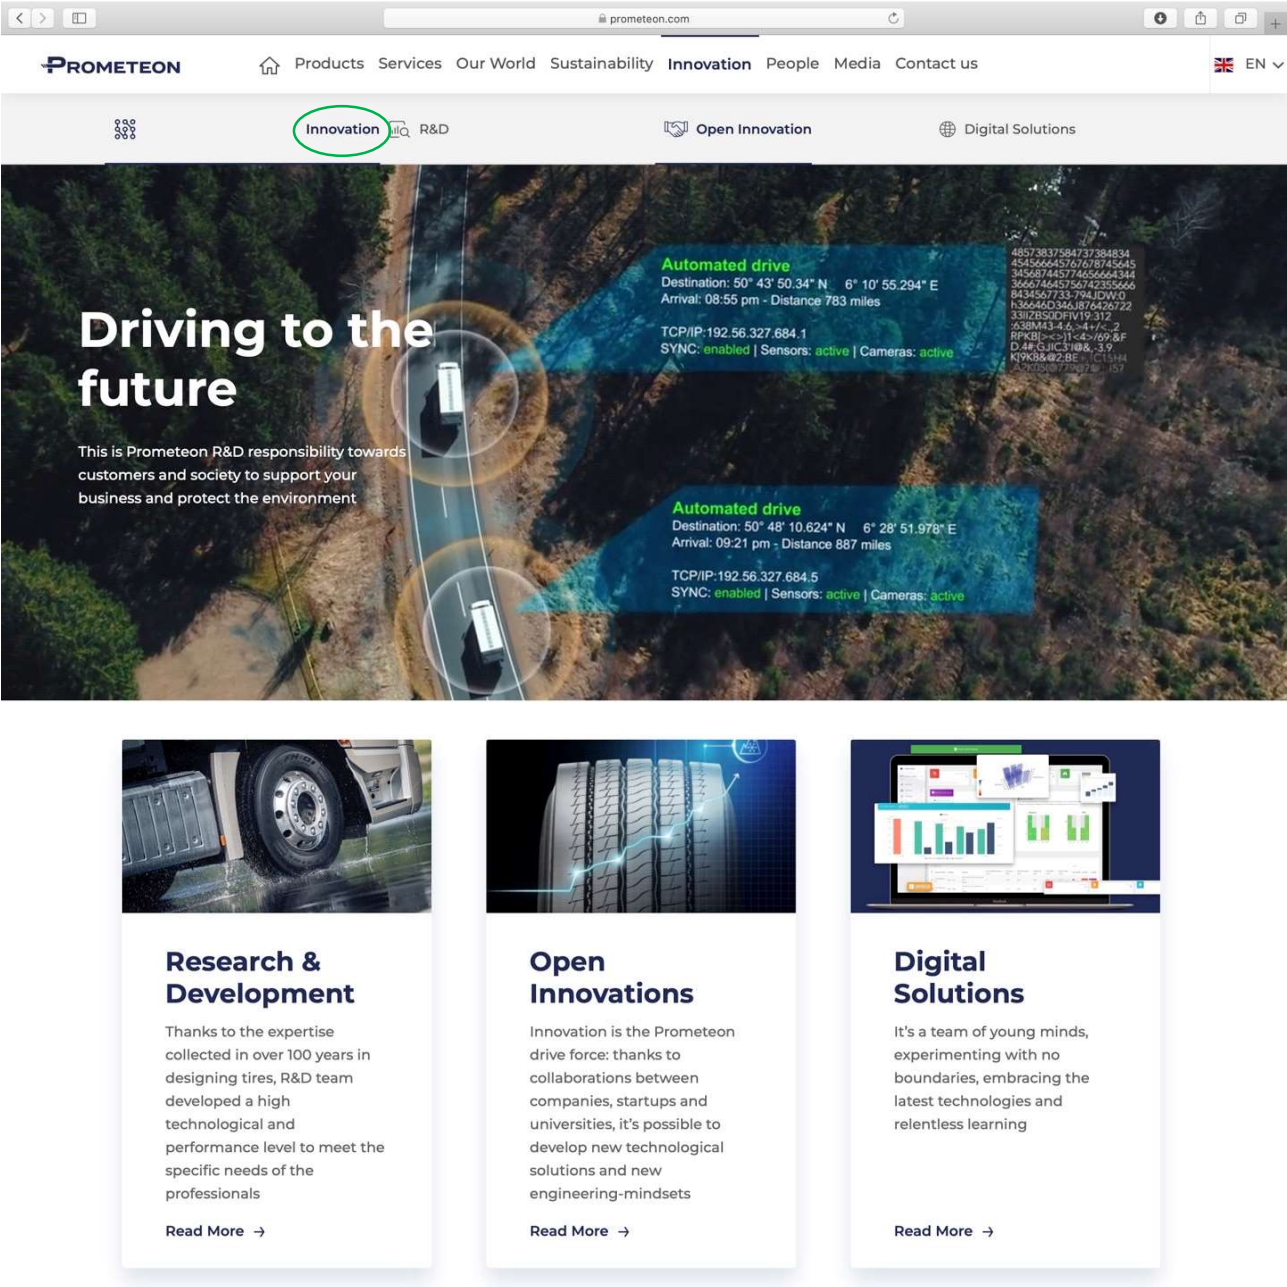 prometeon.com
PROMETEON
Products Services Our World Sustainability Innovation People Media Contact us
EN
Innovation R&D Open Innovation Digital Solutions
Driving to the
future
This is Prometeon R&D responsibility towards
customers and society to support your
business and protect the environment
Automated drive
Destination: 50° 43' 50.34" N 6° 10' 55.294" E
Arrival: 08:55 pm - Distance 783 miles
TCP/IP:192.56.327.684.1
SYNC: enabled | Sensors: active | Cameras: active
Automated drive
Destination: 50° 48' 10.624" N 6° 28' 51.978" E
Arrival: 09:21 pm - Distance 887 miles
TCP/IP:192.56.327.684.5
SYNC: enabled | Sensors: active | Cameras: active
Research &
Development
Thanks to the expertise
collected in over 100 years in
designing tires, R&D team
developed a high
technological and
performance level to meet the
specific needs of the
professionals
Read More →
Open
Innovations
Innovation is the Prometeon
drive force: thanks to
collaborations between
companies, startups and
universities, it's possible to
develop new technological
solutions and new
engineering-mindsets
Read More →
Digital
Solutions
It's a team of young minds,
experimenting with no
boundaries, embracing the
latest technologies and
relentless learning
Read More →